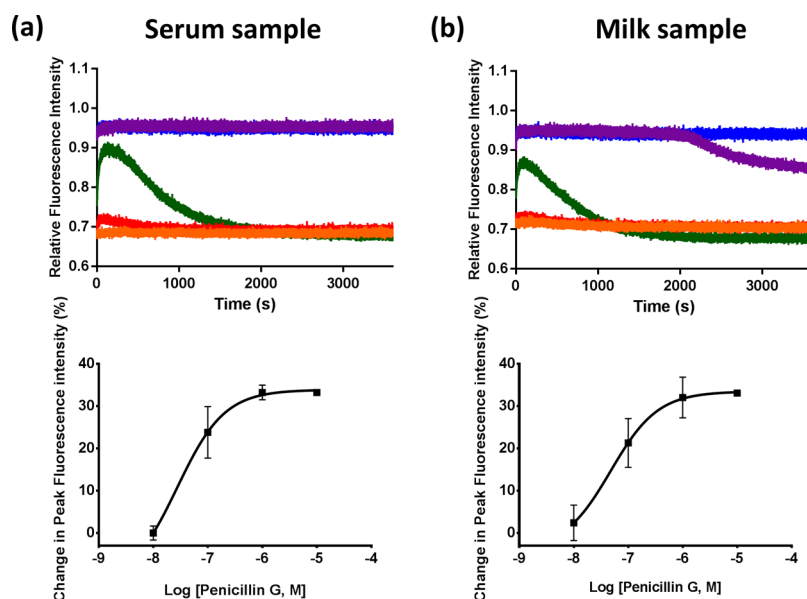 (a) Serum sample
Relative Fluorescence Intensity
1.1
1.0
0.9
0.8
0.7
0.6
0 1000 2000 3000
Time (s)
Change in Peak Fluorescence intensity (%)
40
30
20
10
0
-9 -8 -7 -6 -5 -4
Log [Penicillin G, M]
(b) Milk sample
Relative Fluorescence Intensity
1.1
1.0
0.9
0.8
0.7
0.6
0 1000 2000 3000
Time (s)
Change in Peak Fluorescence intensity (%)
40
30
20
10
0
-9 -8 -7 -6 -5 -4
Log [Penicillin G, M]